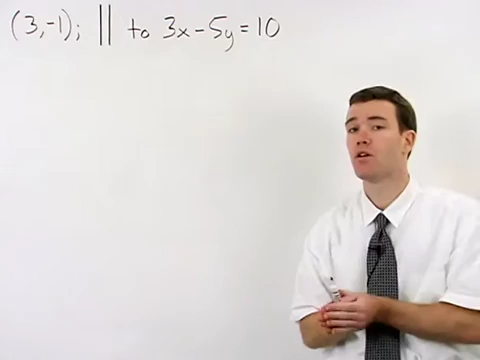 (3,-1); || to 3x-5y=10